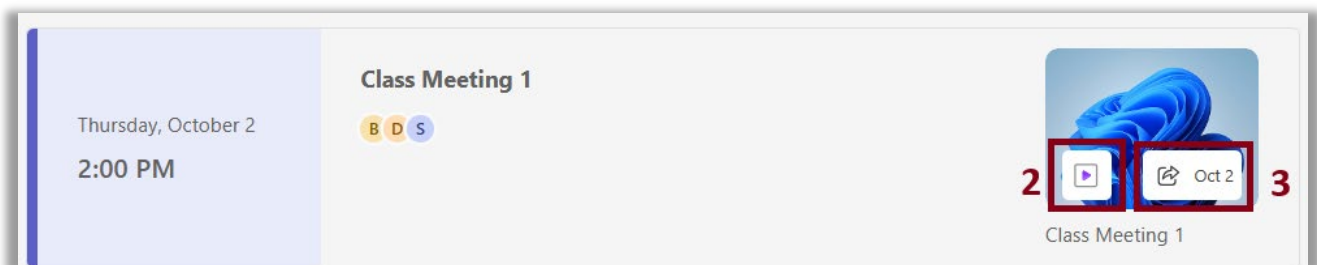 Thursday, October 2
2:00 PM
Class Meeting 1
B D S
2
Oct 2
3
Class Meeting 1